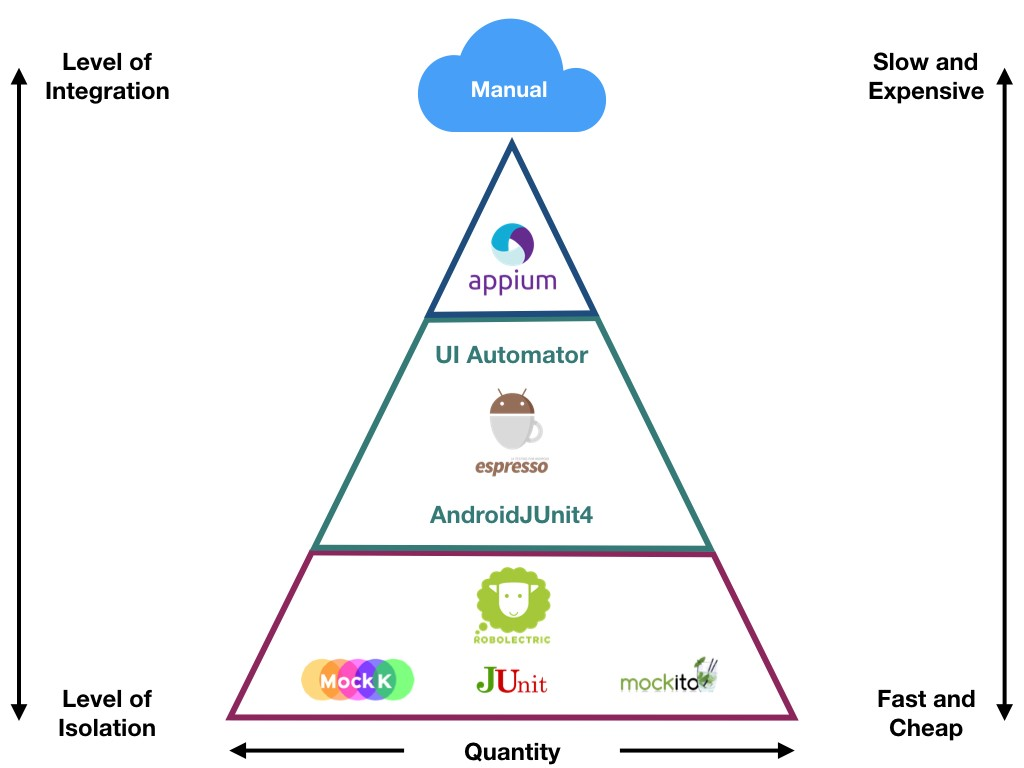 Level of
Integration
Manual
Slow and
Expensive
appium
UI Automator
espresso
AndroidJUnit4
ROBOLECTRIC
MockK
JUnit
mockito
Level of
Isolation
Fast and
Cheap
Quantity